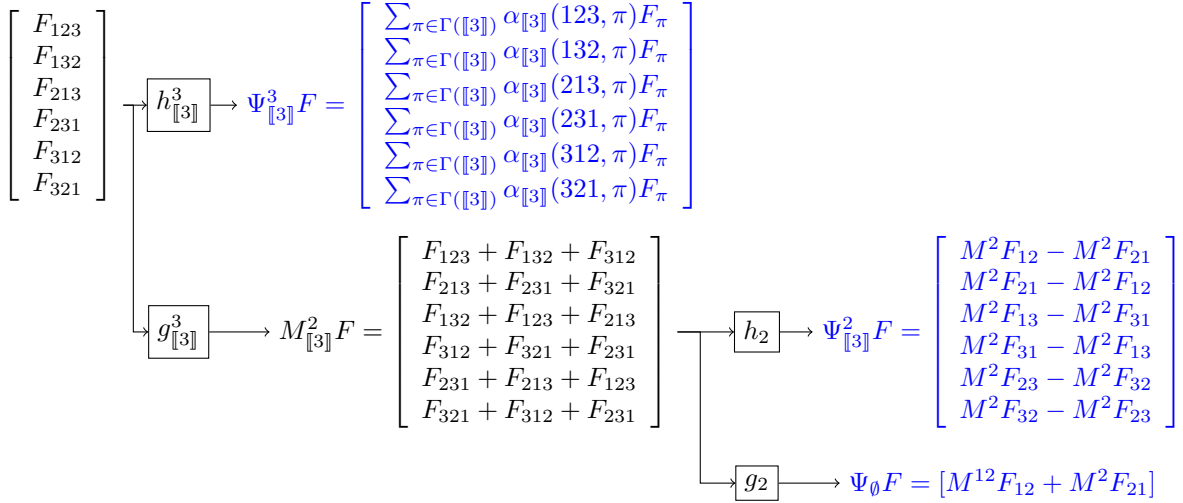 F_{123}
F_{132}
F_{213}
F_{231}
F_{312}
F_{321}
h^3_{⟦3⟧}
Ψ^3_{⟦3⟧}F =
∑_{π∈Γ(⟦3⟧)} α_{⟦3⟧}(123, π)F_π
∑_{π∈Γ(⟦3⟧)} α_{⟦3⟧}(132, π)F_π
∑_{π∈Γ(⟦3⟧)} α_{⟦3⟧}(213, π)F_π
∑_{π∈Γ(⟦3⟧)} α_{⟦3⟧}(231, π)F_π
∑_{π∈Γ(⟦3⟧)} α_{⟦3⟧}(312, π)F_π
∑_{π∈Γ(⟦3⟧)} α_{⟦3⟧}(321, π)F_π
g^3_{⟦3⟧}
M^2_{⟦3⟧}F =
F_{123} + F_{132} + F_{312}
F_{213} + F_{231} + F_{321}
F_{132} + F_{123} + F_{213}
F_{312} + F_{321} + F_{231}
F_{231} + F_{213} + F_{123}
F_{321} + F_{312} + F_{231}
h_2
Ψ^2_{⟦3⟧}F =
M^2F_{12} − M^2F_{21}
M^2F_{21} − M^2F_{12}
M^2F_{13} − M^2F_{31}
M^2F_{31} − M^2F_{13}
M^2F_{23} − M^2F_{32}
M^2F_{32} − M^2F_{23}
g_2
Ψ_∅F = [M^{12}F_{12} + M^2F_{21}]